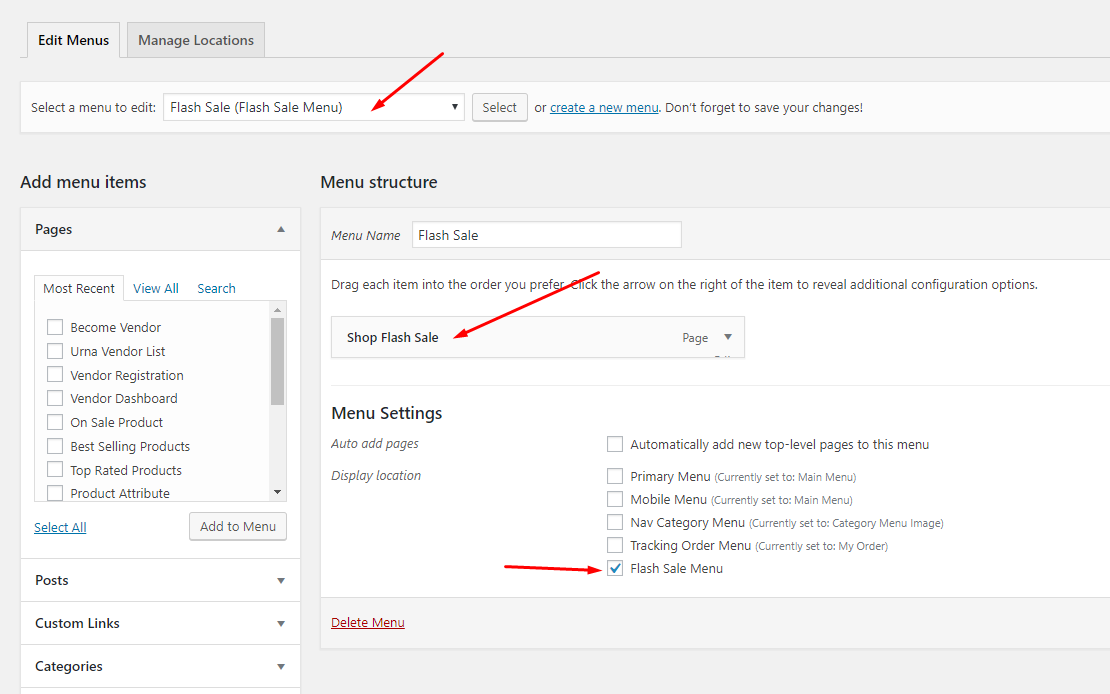 Edit Menus
Manage Locations
Select a menu to edit: Flash Sale (Flash Sale Menu) Select or create a new menu. Don't forget to save your changes!
Add menu items
Pages
Most Recent View All Search
Become Vendor
Urna Vendor List
Vendor Registration
Vendor Dashboard
On Sale Product
Best Selling Products
Top Rated Products
Product Attribute
Select All
Add to Menu
Posts
Custom Links
Categories
Menu structure
Menu Name Flash Sale
Drag each item into the order you prefer. Click the arrow on the right of the item to reveal additional configuration options.
Shop Flash Sale Page
Menu Settings
Auto add pages
Automatically add new top-level pages to this menu
Display location
Primary Menu (Currently set to: Main Menu)
Mobile Menu (Currently set to: Main Menu)
Nav Category Menu (Currently set to: Category Menu Image)
Tracking Order Menu (Currently set to: My Order)
Flash Sale Menu
Delete Menu